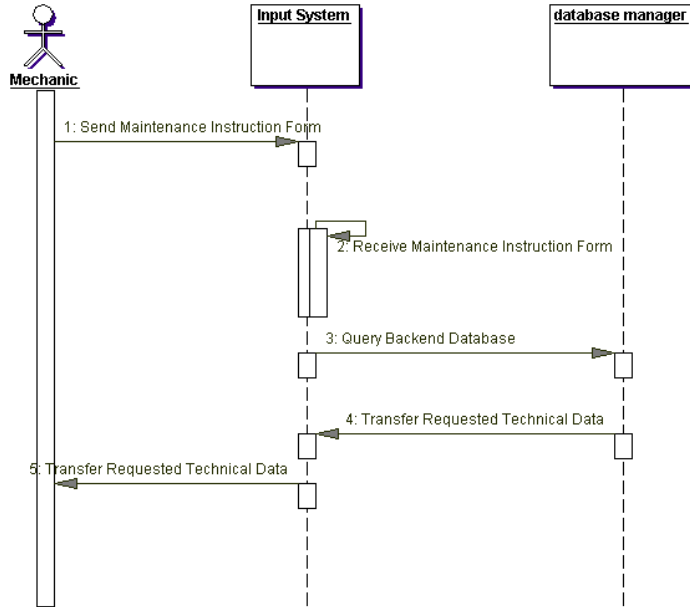 Input System
database manager
Mechanic
1: Send Maintenance Instruction Form
2: Receive Maintenance Instruction Form
3: Query Backend Database
4: Transfer Requested Technical Data
5: Transfer Requested Technical Data